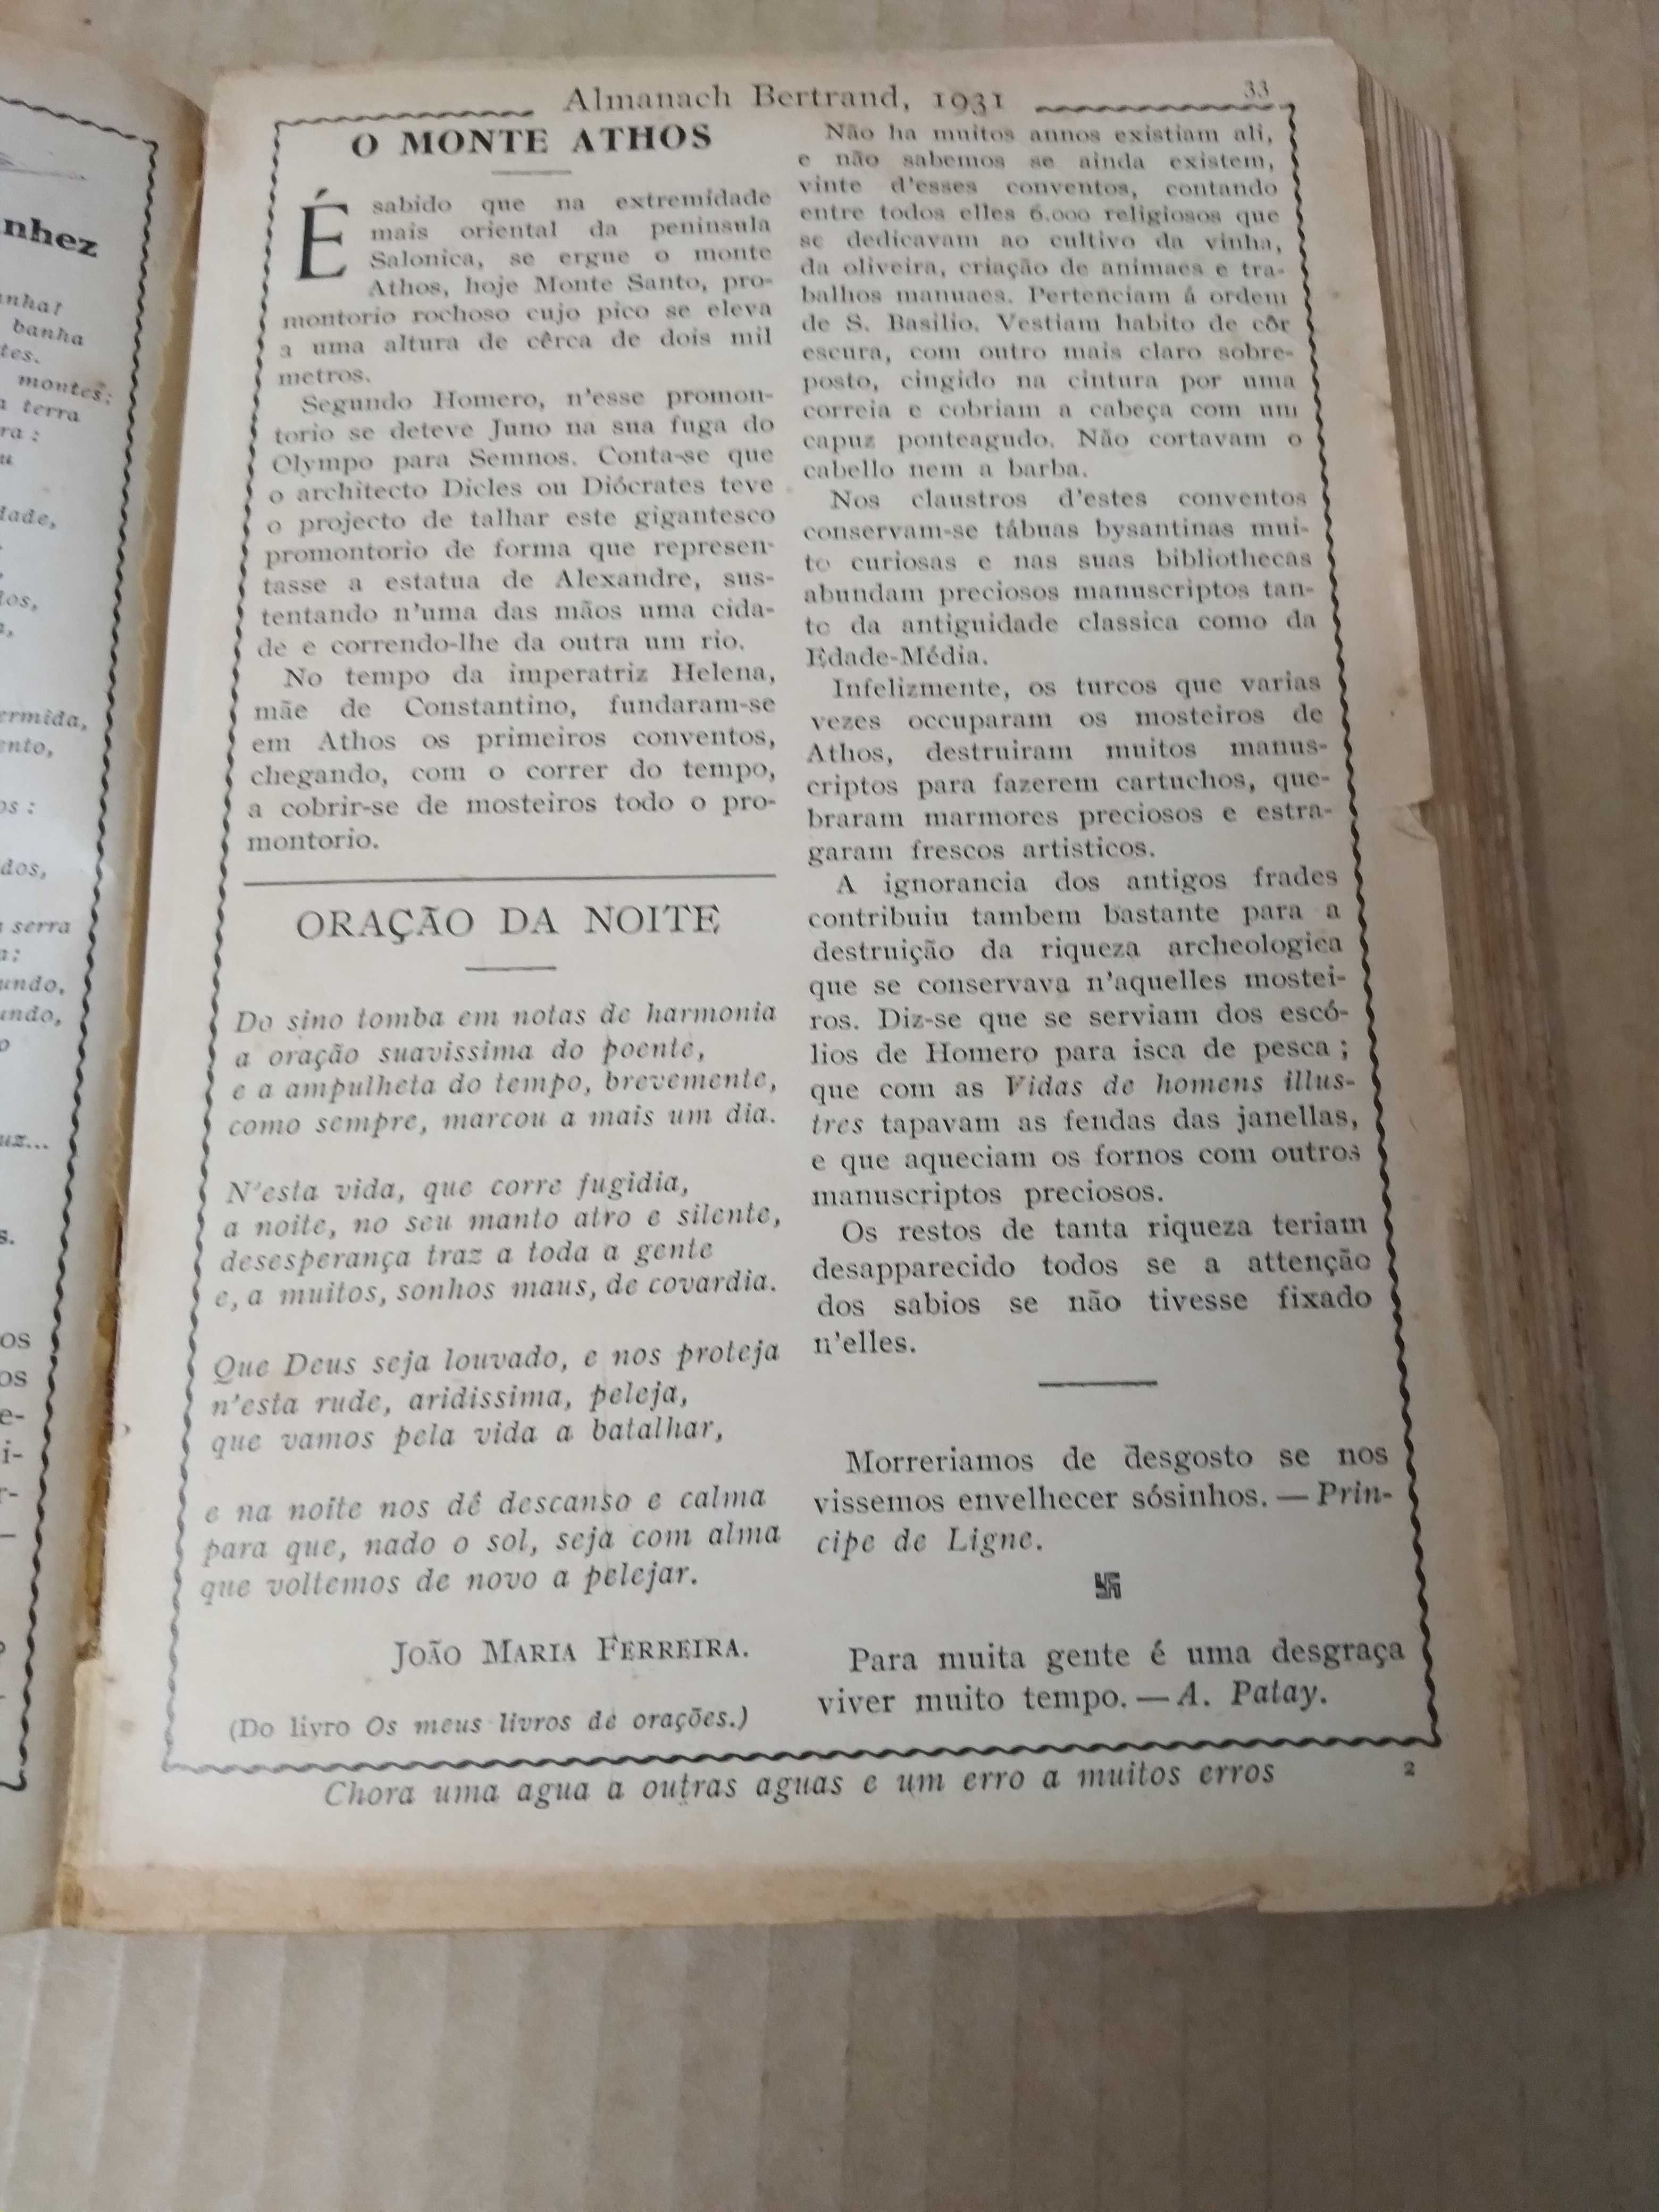 Almanach Bertrand, 1931
33
O MONTE ATHOS
É sabido que na extremidade
mais oriental da peninsula
Salonica, se ergue o monte
Athos, hoje Monte Santo, pro-
montorio rochoso cujo pico se eleva
a uma altura de cêrca de dois mil
metros.
Segundo Homero, n'esse promon-
torio se deteve Juno na sua fuga do
Olympo para Semnos. Conta-se que
o architecto Dicles ou Diócrates teve
o projecto de talhar este gigantesco
promontorio de forma que represen-
tasse a estatua de Alexandre, sus-
tentando n'uma das mãos uma cida-
de e correndo-lhe da outra um rio.
No tempo da imperatriz Helena,
mãe de Constantino, fundaram-se
em Athos os primeiros conventos,
chegando, com o correr do tempo,
a cobrir-se de mosteiros todo o pro-
montorio.
Não ha muitos annos existiam ali,
e não sabemos se ainda existem,
vinte d'esses conventos, contando
entre todos elles 6.000 religiosos que
se dedicavam ao cultivo da vinha,
da oliveira, criação de animaes e tra-
balhos manuaes. Pertenciam á ordem
de S. Basilio. Vestiam habito de côr
escura, com outro mais claro sobre-
posto, cingido na cintura por uma
correia e cobriam a cabeça com um
capuz ponteagudo. Não cortavam o
cabello nem a barba.
Nos claustros d'estes conventos
conservam-se tábuas bysantinas mui-
to curiosas e nas suas bibliothecas
abundam preciosos manuscriptos tan-
to da antiguidade classica como da
Edade-Média.
Infelizmente, os turcos que varias
vezes occuparam os mosteiros de
Athos, destruiram muitos manus-
criptos para fazerem cartuchos, que-
braram marmores preciosos e estra-
garam frescos artisticos.
A ignorancia dos antigos frades
contribuiu tambem bastante para a
destruição da riqueza archeologica
que se conservava n'aquelles mostei-
ros. Diz-se que se serviam dos escó-
lios de Homero para isca de pesca;
que com as Vidas de homens illus-
tres tapavam as fendas das janellas,
e que aqueciam os fornos com outros
manuscriptos preciosos.
Os restos de tanta riqueza teriam
desapparecido todos se a attenção
dos sabios se não tivesse fixado
n'elles.
ORAÇÃO DA NOITE
Do sino tomba em notas de harmonia
a oração suavissima do poente,
e a ampulheta do tempo, brevemente,
como sempre, marcou a mais um dia.
N'esta vida, que corre fugidia,
a noite, no seu manto atro e silente,
desesperança traz a toda a gente
e, a muitos, sonhos maus, de covardia.
Que Deus seja louvado, e nos proteja
n'esta rude, aridissima, peleja,
que vamos pela vida a batalhar,
e na noite nos dê descanso e calma
para que, nado o sol, seja com alma
que voltemos de novo a pelejar.
JOÃO MARIA FERREIRA.
(Do livro Os meus livros de orações.)
Morreriamos de desgosto se nos
vissemos envelhecer sósinhos. — Prin-
cipe de Ligne.
Para muita gente é uma desgraça
viver muito tempo. — A. Patay.
Chora uma agua a outras aguas e um erro a muitos erros
2
nhez
banha
tes.
montes:
terra
ermida,
ento,
serra